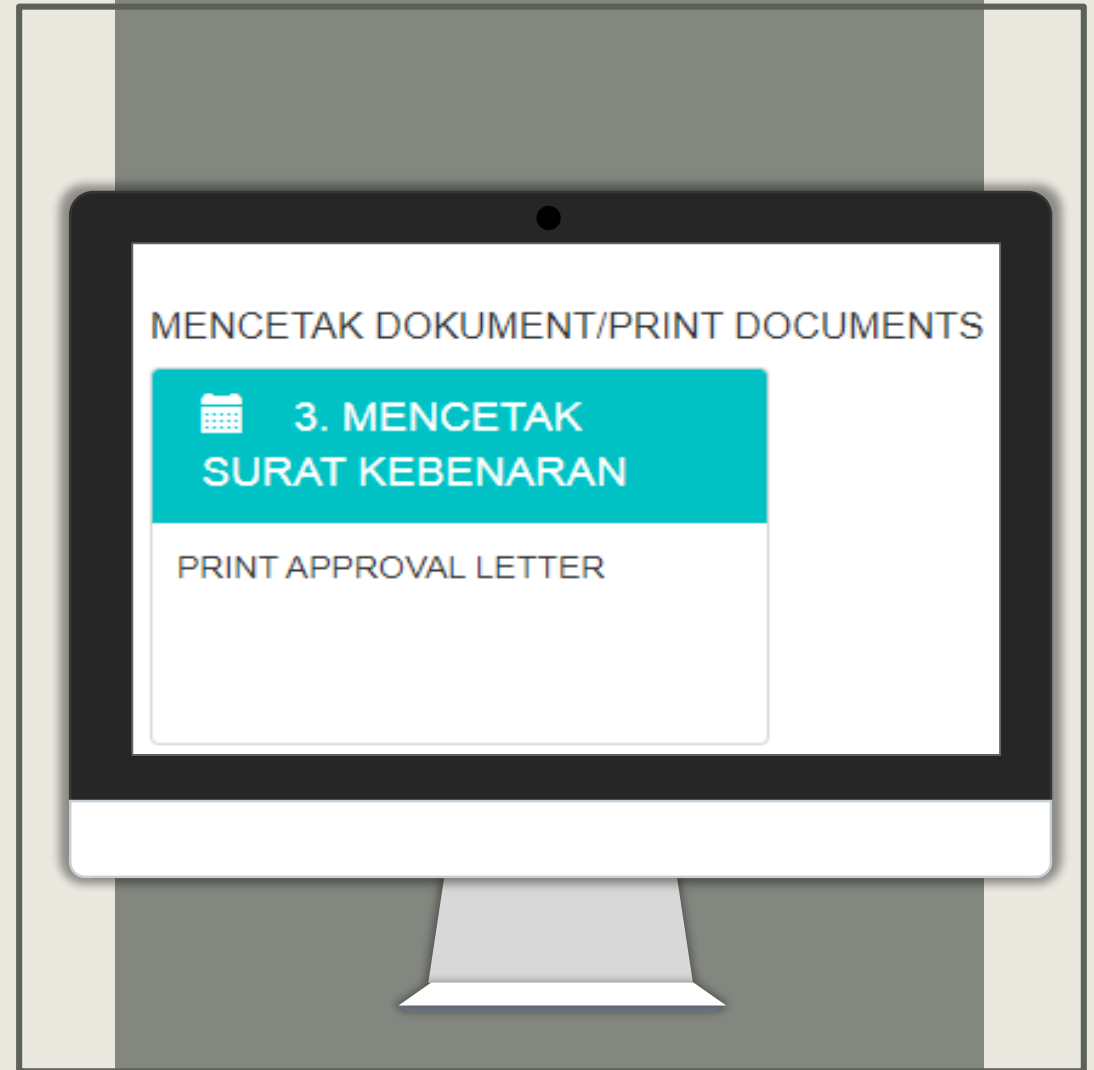 MENCETAK DOKUMENT/PRINT DOCUMENTS
3. MENCETAK
SURAT KEBENARAN
PRINT APPROVAL LETTER